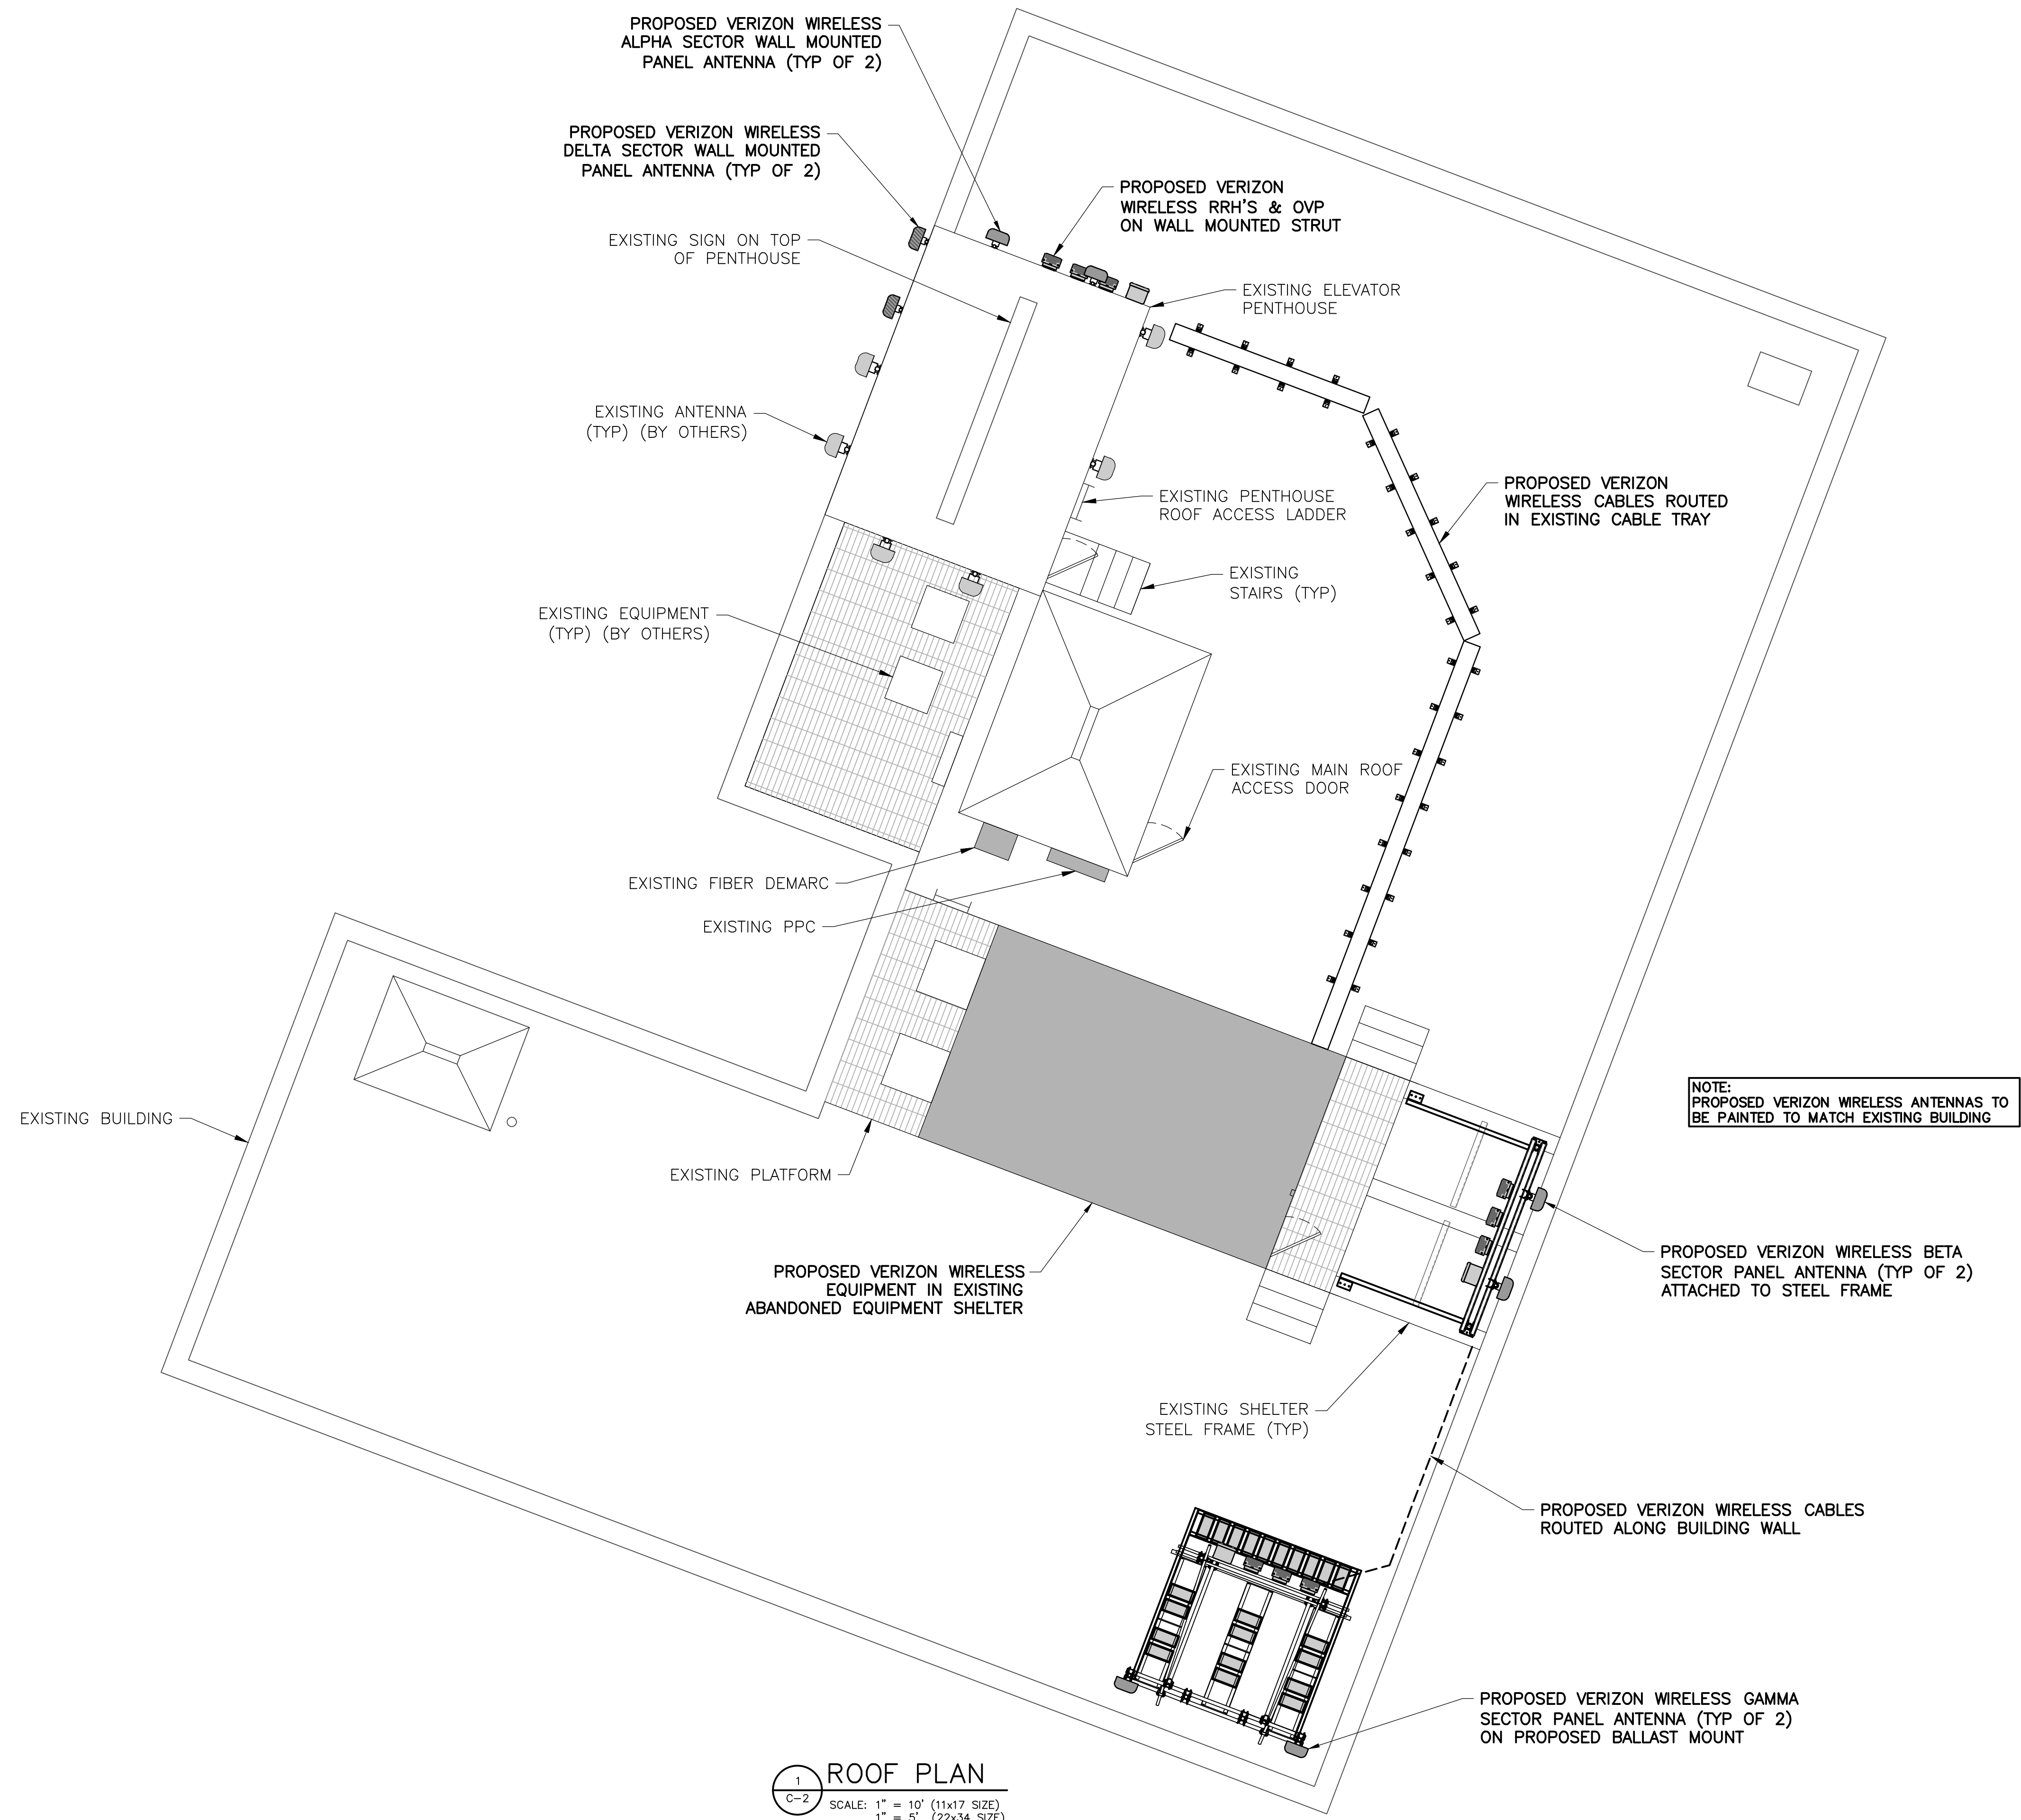 PROPOSED VERIZON WIRELESS
ALPHA SECTOR WALL MOUNTED
PANEL ANTENNA (TYP OF 2)
PROPOSED VERIZON WIRELESS
DELTA SECTOR WALL MOUNTED
PANEL ANTENNA (TYP OF 2)
PROPOSED VERIZON
WIRELESS RRH'S & OVP
ON WALL MOUNTED STRUT
EXISTING SIGN ON TOP
OF PENTHOUSE
EXISTING ELEVATOR
PENTHOUSE
EXISTING ANTENNA
(TYP) (BY OTHERS)
EXISTING PENTHOUSE
ROOF ACCESS LADDER
PROPOSED VERIZON
WIRELESS CABLES ROUTED
IN EXISTING CABLE TRAY
EXISTING
STAIRS (TYP)
EXISTING EQUIPMENT
(TYP) (BY OTHERS)
EXISTING MAIN ROOF
ACCESS DOOR
EXISTING FIBER DEMARC
EXISTING PPC
NOTE:
PROPOSED VERIZON WIRELESS ANTENNAS TO
BE PAINTED TO MATCH EXISTING BUILDING
EXISTING BUILDING
EXISTING PLATFORM
PROPOSED VERIZON WIRELESS
EQUIPMENT IN EXISTING
ABANDONED EQUIPMENT SHELTER
PROPOSED VERIZON WIRELESS BETA
SECTOR PANEL ANTENNA (TYP OF 2)
ATTACHED TO STEEL FRAME
EXISTING SHELTER
STEEL FRAME (TYP)
PROPOSED VERIZON WIRELESS CABLES
ROUTED ALONG BUILDING WALL
PROPOSED VERIZON WIRELESS GAMMA
SECTOR PANEL ANTENNA (TYP OF 2)
ON PROPOSED BALLAST MOUNT
1
C-2
ROOF PLAN
SCALE: 1" = 10' (11x17 SIZE)
1" = 5' (22x34 SIZE)